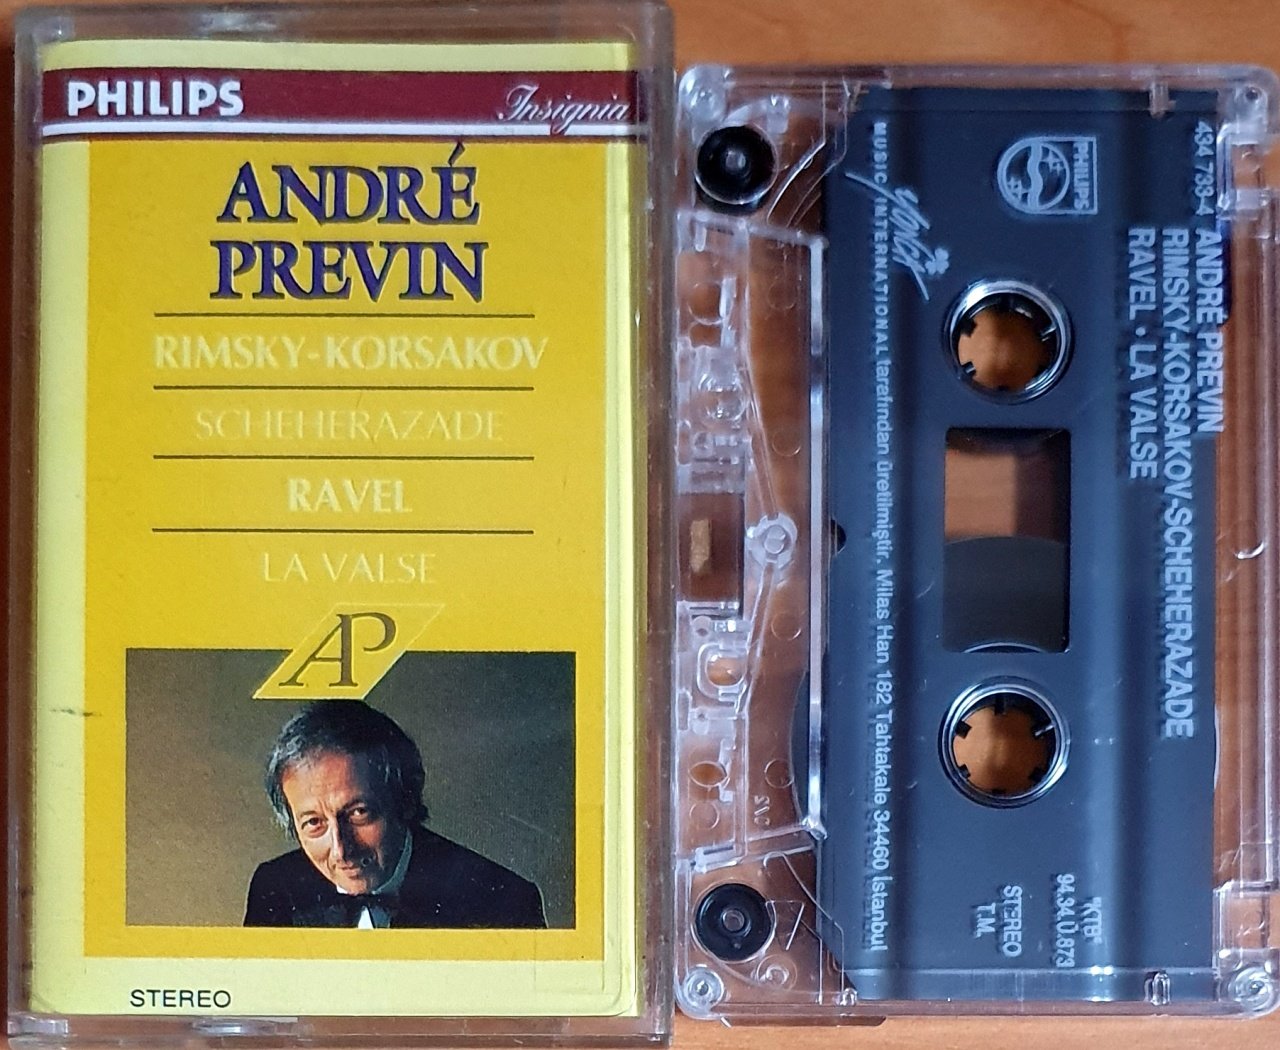 PHILIPS
Insignia
ANDRÉ
PREVIN
RIMSKY-KORSAKOV
SCHEHERAZADE
RAVEL
LA VALSE
AP
STEREO
434 733-4 ANDRÉ PREVIN
RIMSKY-KORSAKOV-SCHEHERAZADE
RAVEL · LA VALSE
PHILIPS
"KTB"
94.34.Ü.873
STEREO
T.M.
MUSIC INTERNATIONAL tarafından üretilmiştir. Milas Han 182 Tahtakale 34460 İstanbul